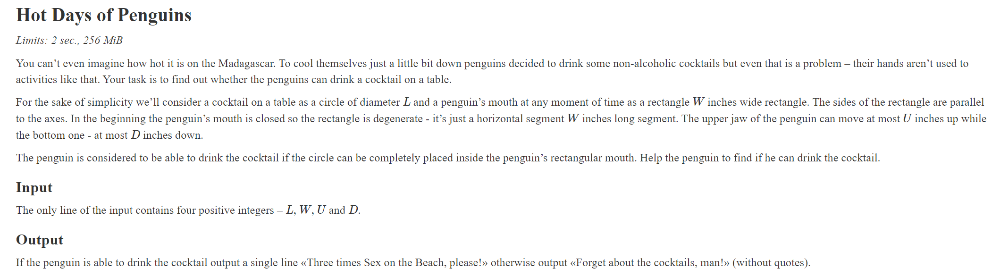 Hot Days of Penguins
Limits: 2 sec., 256 MiB
You can’t even imagine how hot it is on the Madagascar. To cool themselves just a little bit down penguins decided to drink some non-alcoholic cocktails but even that is a problem – their hands aren’t used to
activities like that. Your task is to find out whether the penguins can drink a cocktail on a table.
For the sake of simplicity we’ll consider a cocktail on a table as a circle of diameter L and a penguin’s mouth at any moment of time as a rectangle W inches wide rectangle. The sides of the rectangle are parallel
to the axes. In the beginning the penguin’s mouth is closed so the rectangle is degenerate - it’s just a horizontal segment W inches long segment. The upper jaw of the penguin can move at most U inches up while
the bottom one - at most D inches down.
The penguin is considered to be able to drink the cocktail if the circle can be completely placed inside the penguin’s rectangular mouth. Help the penguin to find if he can drink the cocktail.
Input
The only line of the input contains four positive integers – L, W, U and D.
Output
If the penguin is able to drink the cocktail output a single line «Three times Sex on the Beach, please!» otherwise output «Forget about the cocktails, man!» (without quotes).